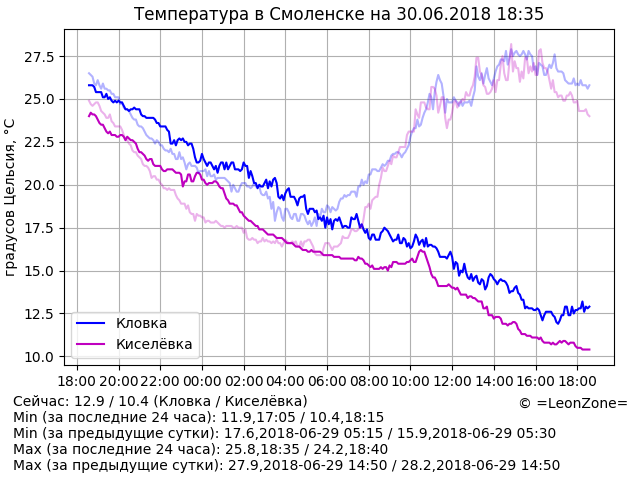 Температура в Смоленске на 30.06.2018 18:35
градусов Цельсия, °C
27.5
25.0
22.5
20.0
17.5
15.0
12.5
10.0
Кловка
Киселёвка
18:00 20:00 22:00 00:00 02:00 04:00 06:00 08:00 10:00 12:00 14:00 16:00 18:00
Сейчас: 12.9 / 10.4 (Кловка / Киселёвка)
© =LeonZone=
Min (за последние 24 часа): 11.9,17:05 / 10.4,18:15
Min (за предыдущие сутки): 17.6,2018-06-29 05:15 / 15.9,2018-06-29 05:30
Max (за последние 24 часа): 25.8,18:35 / 24.2,18:40
Max (за предыдущие сутки): 27.9,2018-06-29 14:50 / 28.2,2018-06-29 14:50